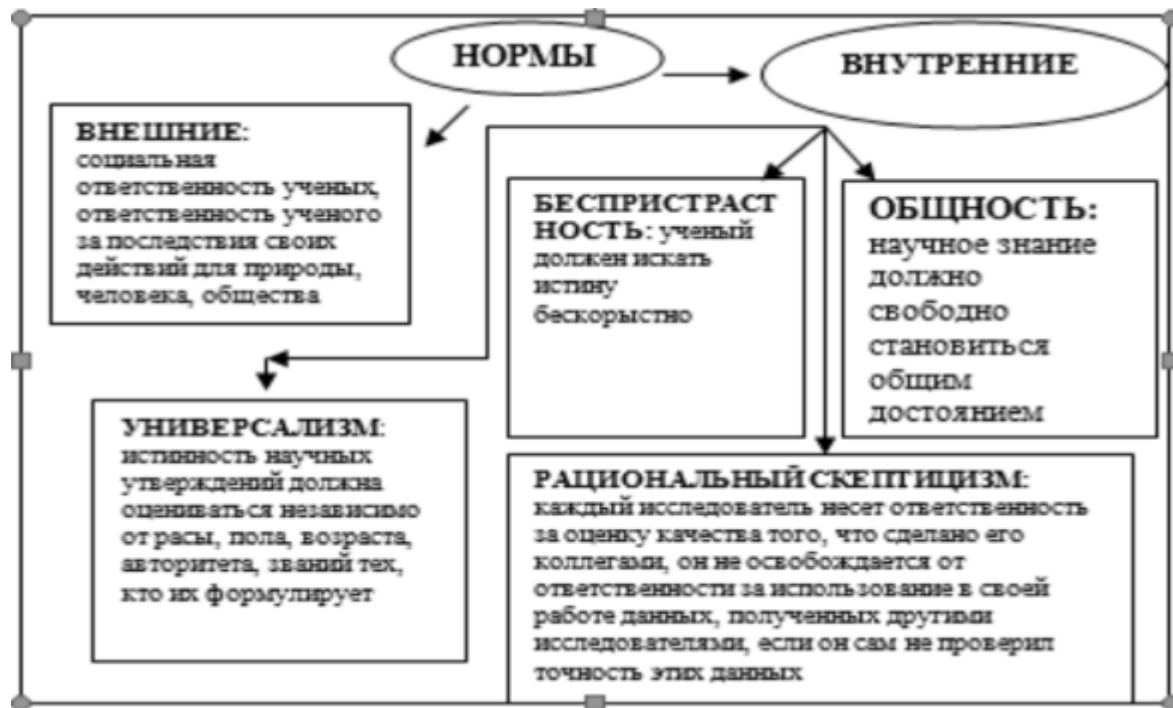 НОРМЫ
ВНУТРЕННИЕ
ВНЕШНИЕ:
социальная
ответственность ученых,
ответственность ученого
за последствия своих
действий для природы,
человека, общества
БЕСПРИСТРАСТ
НОСТЬ: ученый
должен искать
истину
бескорыстно
ОБЩНОСТЬ:
научное знание
должно
свободно
становиться
общим
достоянием
УНИВЕРСАЛИЗМ:
истинность научных
утверждений должна
оцениваться независимо
от расы, пола, возраста,
авторитета, званий тех,
кто их формулирует
РАЦИОНАЛЬНЫЙ СКЕПТИЦИЗМ:
каждый исследователь несет ответственность
за оценку качества того, что сделано его
коллегами, он не освобождается от
ответственности за использование в своей
работе данных, полученных другими
исследователями, если он сам не проверил
точность этих данных